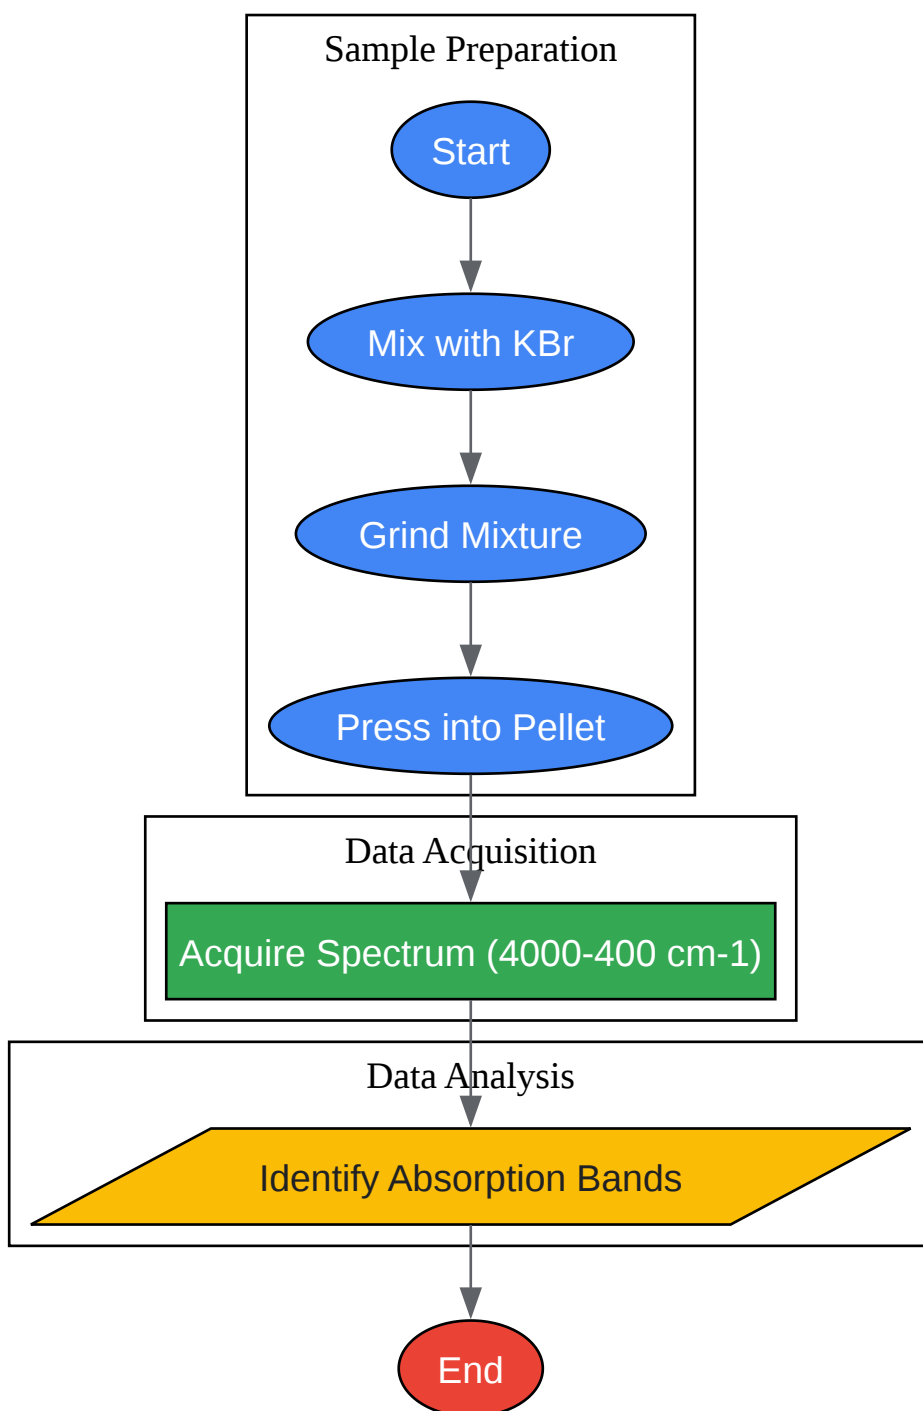 Sample Preparation
Start
Mix with KBr
Grind Mixture
Press into Pellet
Data Acquisition
Acquire Spectrum (4000-400 cm-1)
Data Analysis
Identify Absorption Bands
End